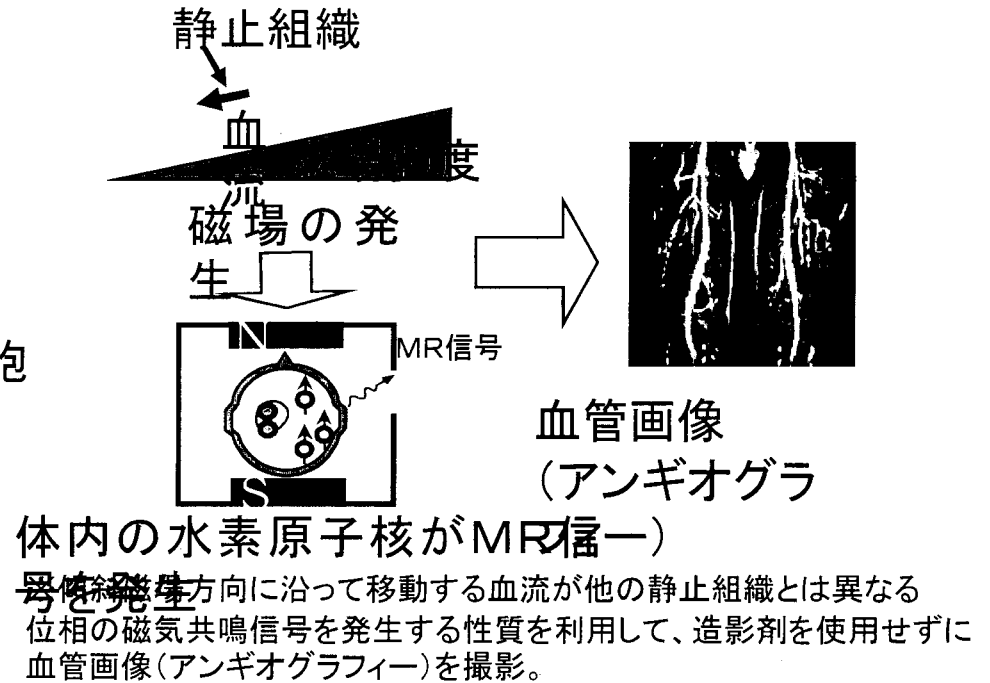 静止組織
血
流
度
磁場の発
生
N
MR信号
胞
S
血管画像
(アンギオグラ
フィー)
体内の水素原子核がMR信
号を発生
方向に沿って移動する血流が他の静止組織とは異なる
位相の磁気共鳴信号を発生する性質を利用して、造影剤を使用せずに
血管画像(アンギオグラフィー)を撮影。